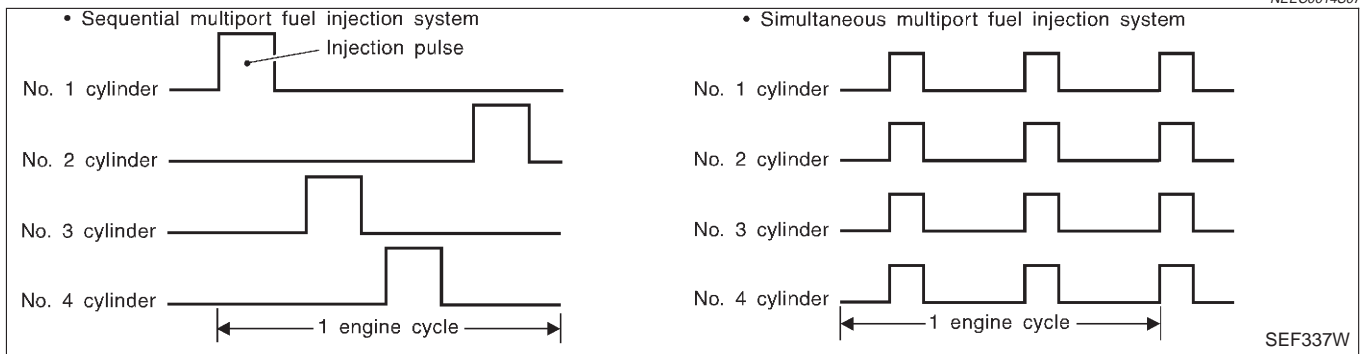 • Sequential multiport fuel injection system
Injection pulse
No. 1 cylinder
No. 2 cylinder
No. 3 cylinder
No. 4 cylinder
1 engine cycle
• Simultaneous multiport fuel injection system
No. 1 cylinder
No. 2 cylinder
No. 3 cylinder
No. 4 cylinder
1 engine cycle
SEF337W